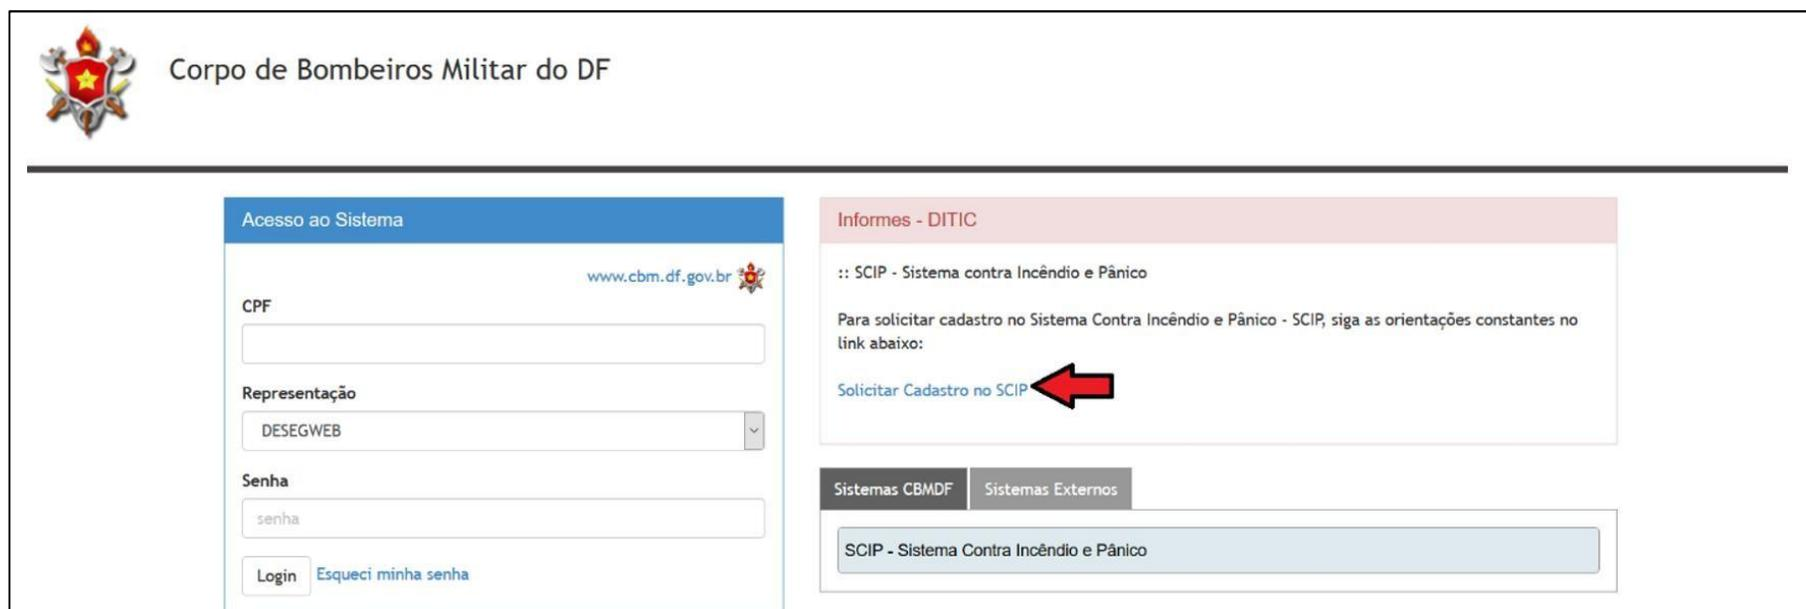 Corpo de Bombeiros Militar do DF
Acesso ao Sistema
www.cbm.df.gov.br
CPF
Representação
DESEGWEB
Senha
senha
Login Esqueci minha senha
Informes - DITIC
:: SCIP - Sistema contra Incêndio e Pânico
Para solicitar cadastro no Sistema Contra Incêndio e Pânico - SCIP, siga as orientações constantes no
link abaixo:
Solicitar Cadastro no SCIP
Sistemas CBMDF Sistemas Externos
SCIP - Sistema Contra Incêndio e Pânico